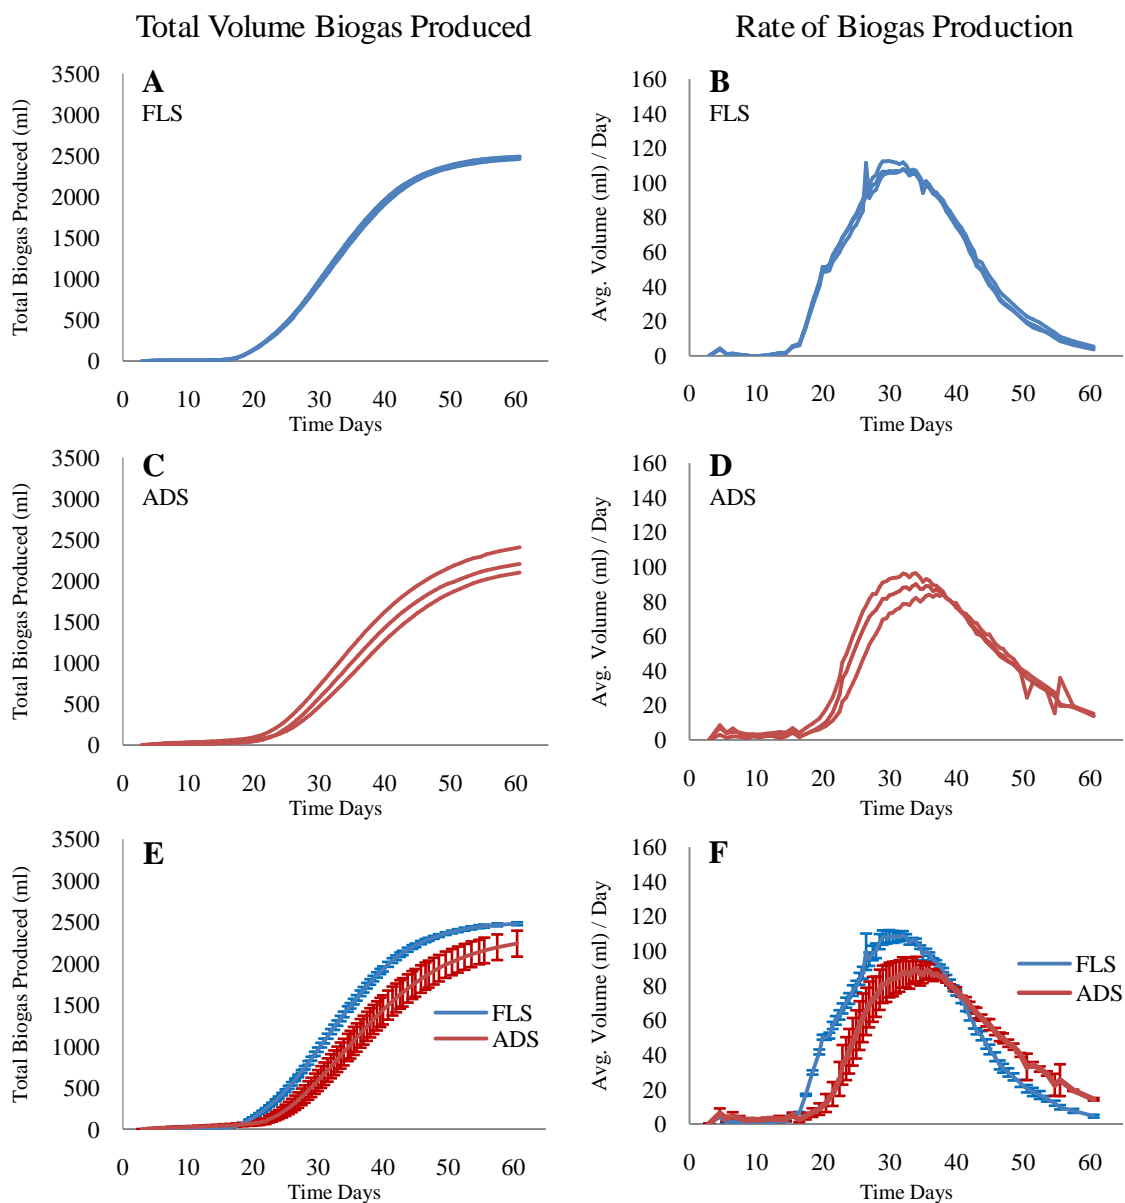 Total Volume Biogas Produced
Rate of Biogas Production
A
FLS
Total Biogas Produced (ml)
3500
3000
2500
2000
1500
1000
500
0
0 10 20 30 40 50 60
Time Days
B
FLS
Avg. Volume (ml) / Day
160
140
120
100
80
60
40
20
0
0 10 20 30 40 50 60
Time Days
C
ADS
Total Biogas Produced (ml)
3500
3000
2500
2000
1500
1000
500
0
0 10 20 30 40 50 60
Time Days
D
ADS
Avg. Volume (ml) / Day
160
140
120
100
80
60
40
20
0
0 10 20 30 40 50 60
Time Days
E
Total Biogas Produced (ml)
3500
3000
2500
2000
1500
1000
500
0
FLS
ADS
0 10 20 30 40 50 60
Time Days
F
Avg. Volume (ml) / Day
160
140
120
100
80
60
40
20
0
FLS
ADS
0 10 20 30 40 50 60
Time Days